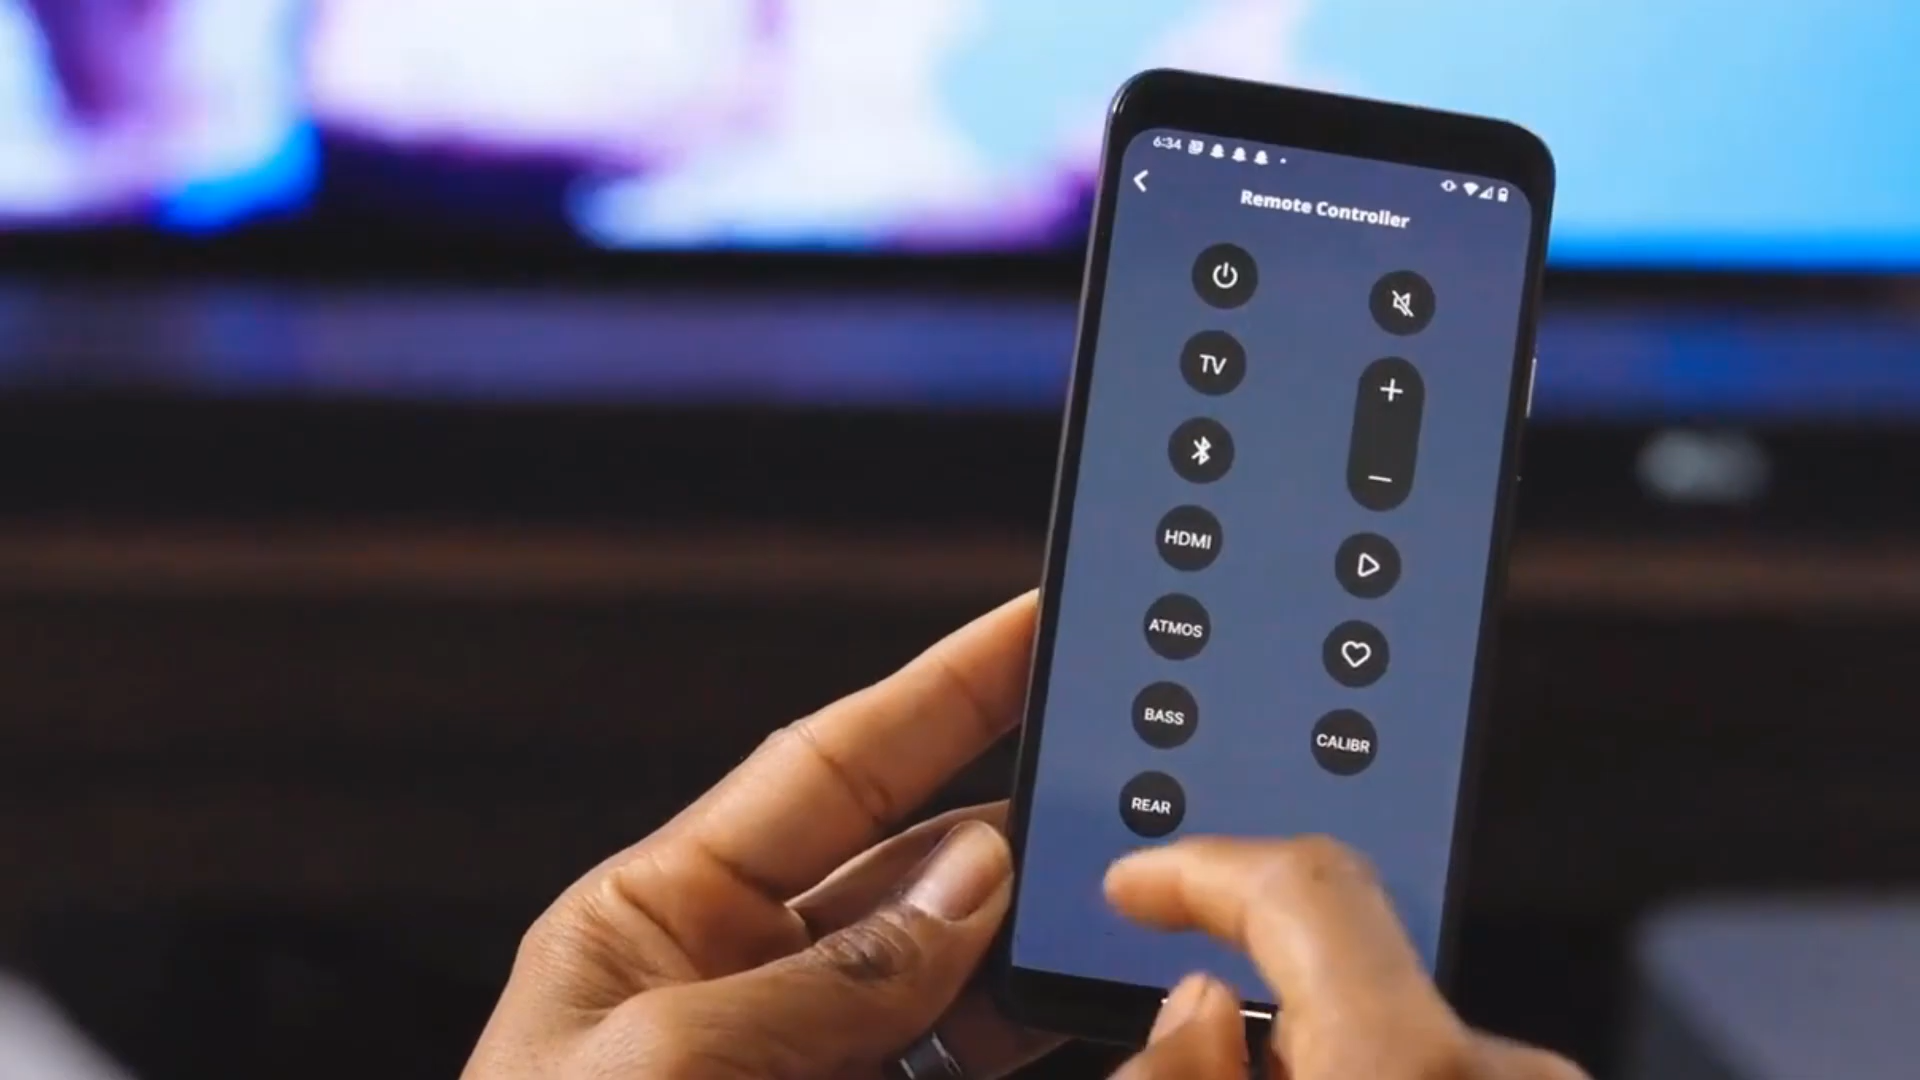 6:34
Remote Controller
TV
HDMI
ATMOS
BASS
CALIBR
REAR